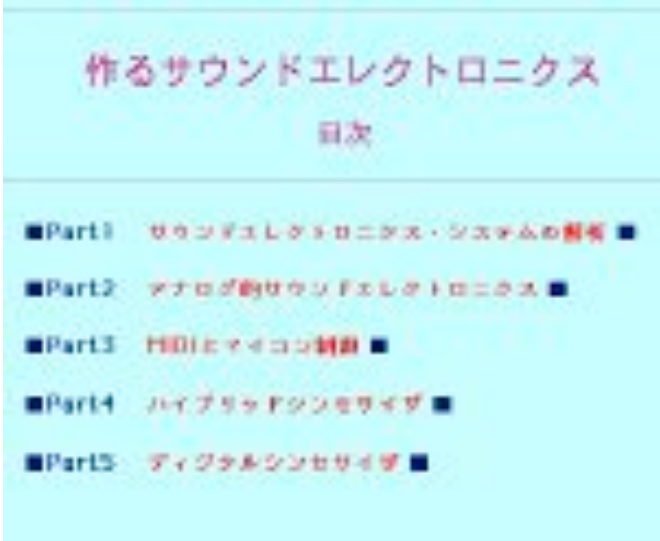 作るサウンドエレクトロニクス
目次
■Part1 サウンドエレクトロニクス・システムの ■
■Part2 アナログ的サウンドエレクトロニクス ■
■Part3 MIDIとマイコン制御 ■
■Part4 ハイブリッドシンセサイザ ■
■Part5 ディジタルシンセサイザ ■